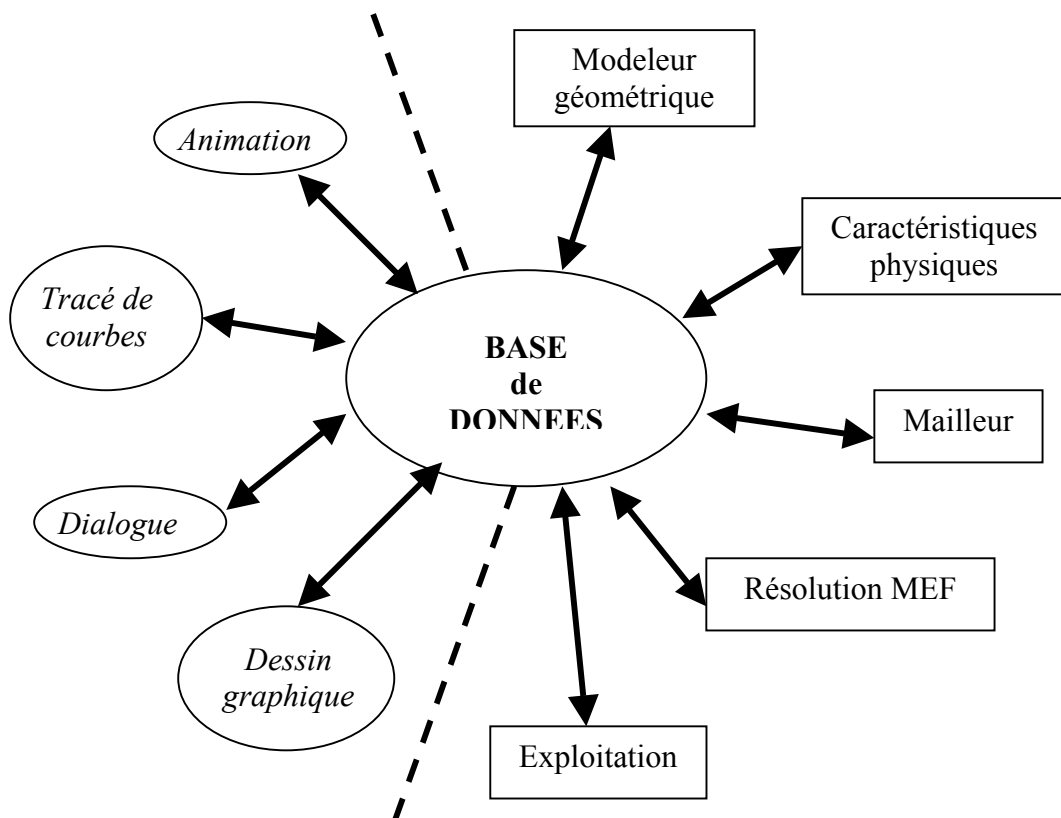 Modeleur
géométrique
Animation
Caractéristiques
physiques
Tracé de
courbes
BASE
de
DONNEES
Mailleur
Dialogue
Résolution MEF
Dessin
graphique
Exploitation